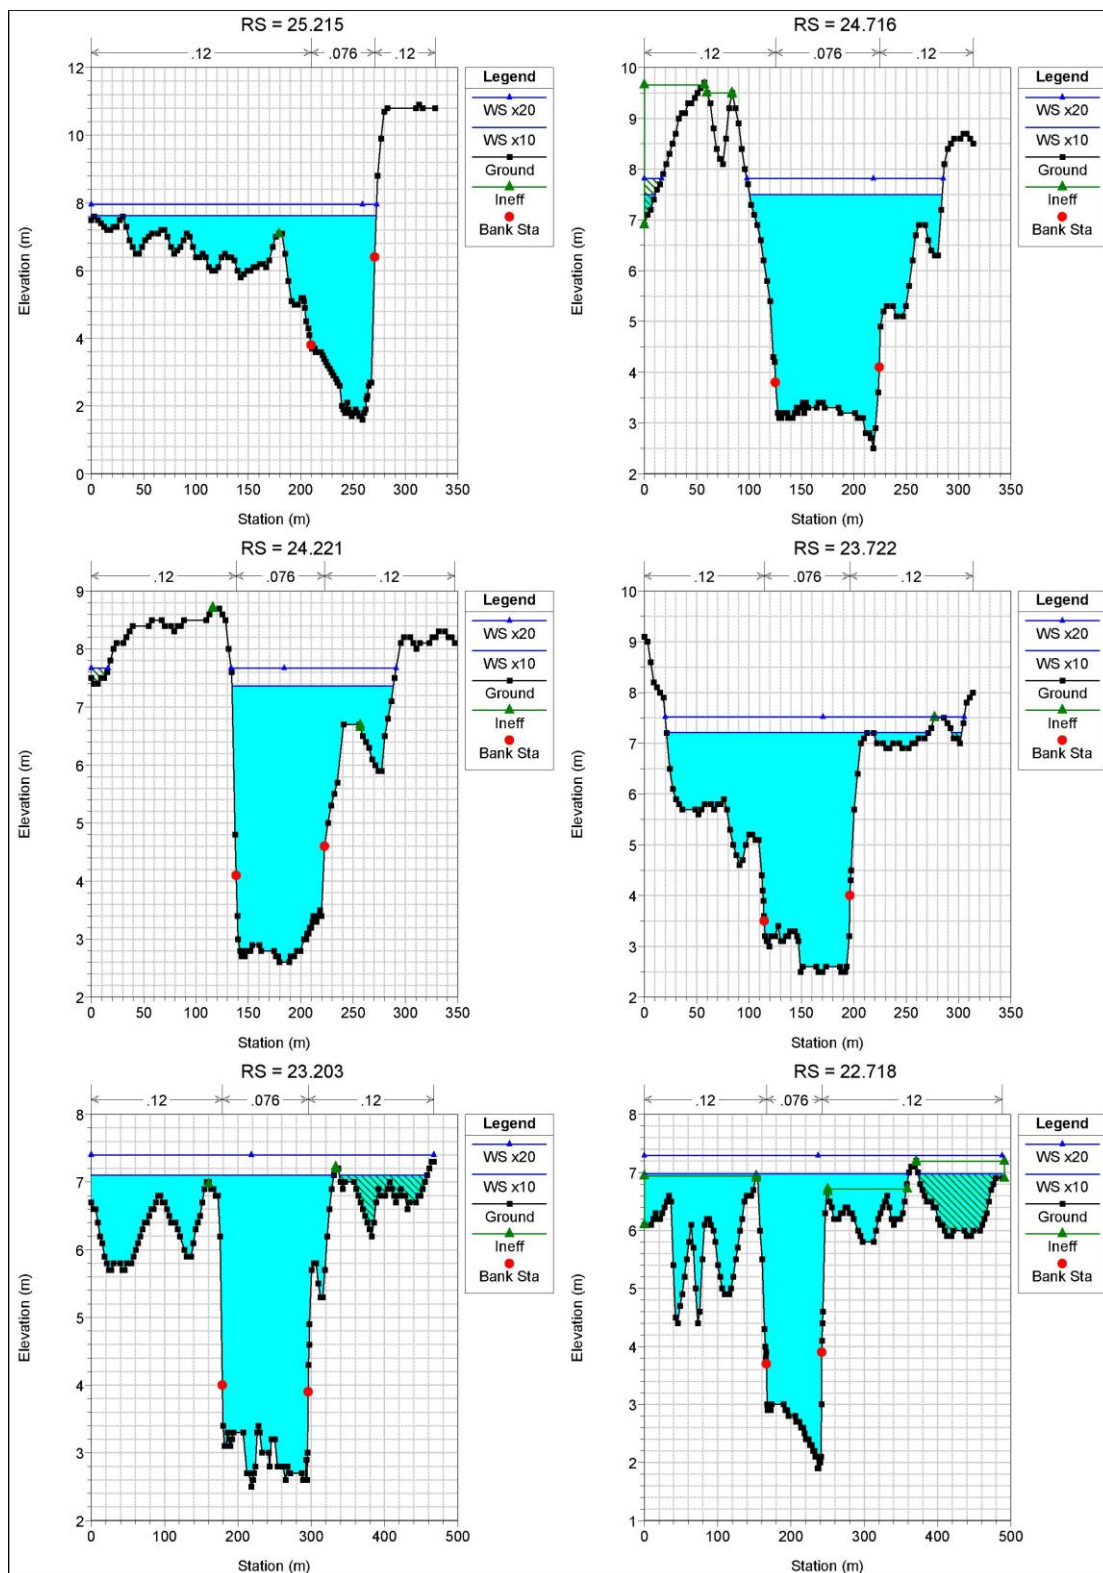 RS = 25.215
.12 .076 .12
12
10
8
6
4
2
0
Elevation (m)
0 50 100 150 200 250 300 350
Station (m)
Legend
WS x20
WS x10
Ground
Ineff
Bank Sta
RS = 24.716
.12 .076 .12
10
9
8
7
6
5
4
3
2
Elevation (m)
0 50 100 150 200 250 300 350
Station (m)
Legend
WS x20
WS x10
Ground
Ineff
Bank Sta
RS = 24.221
.12 .076 .12
9
8
7
6
5
4
3
2
Elevation (m)
0 50 100 150 200 250 300 350
Station (m)
Legend
WS x20
WS x10
Ground
Ineff
Bank Sta
RS = 23.722
.12 .076 .12
10
9
8
7
6
5
4
3
2
Elevation (m)
0 50 100 150 200 250 300 350
Station (m)
Legend
WS x20
WS x10
Ground
Ineff
Bank Sta
RS = 23.203
.12 .076 .12
8
7
6
5
4
3
2
Elevation (m)
0 100 200 300 400 500
Station (m)
Legend
WS x20
WS x10
Ground
Ineff
Bank Sta
RS = 22.718
.12 .076 .12
8
7
6
5
4
3
2
1
Elevation (m)
0 100 200 300 400 500
Station (m)
Legend
WS x20
WS x10
Ground
Ineff
Bank Sta